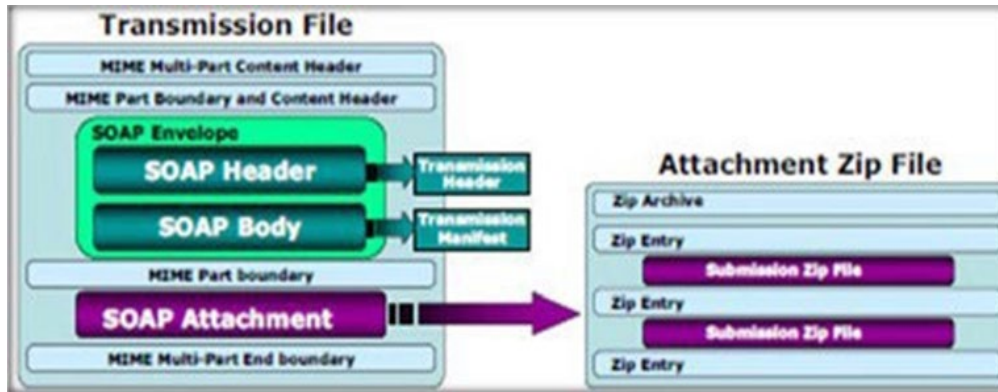 Transmission File
MIME Multi-Part Content Header
MIME Part Boundary and Content Header
SOAP Envelope
SOAP Header
Transmission
Header
SOAP Body
Transmission
Manifest
MIME Part boundary
SOAP Attachment
MIME Multi-Part End boundary
Attachment Zip File
Zip Archive
Zip Entry
Submission Zip File
Zip Entry
Submission Zip File
Zip Entry